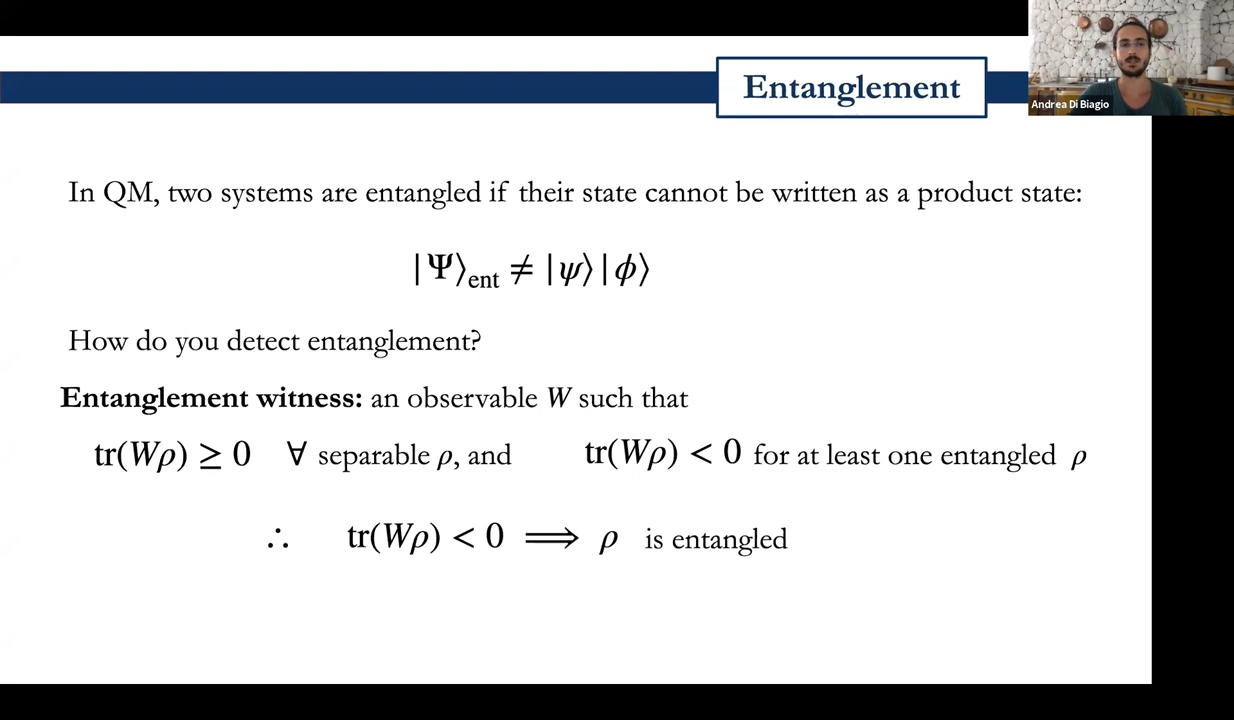 Entanglement
Andrea Di Biagio
In QM, two systems are entangled if their state cannot be written as a product state:
|Ψ⟩ent ≠ |ψ⟩|ϕ⟩
How do you detect entanglement?
Entanglement witness: an observable W such that
tr(Wρ) ≥ 0 ∀ separable ρ, and tr(Wρ) < 0 for at least one entangled ρ
∴ tr(Wρ) < 0 ⟹ ρ is entangled